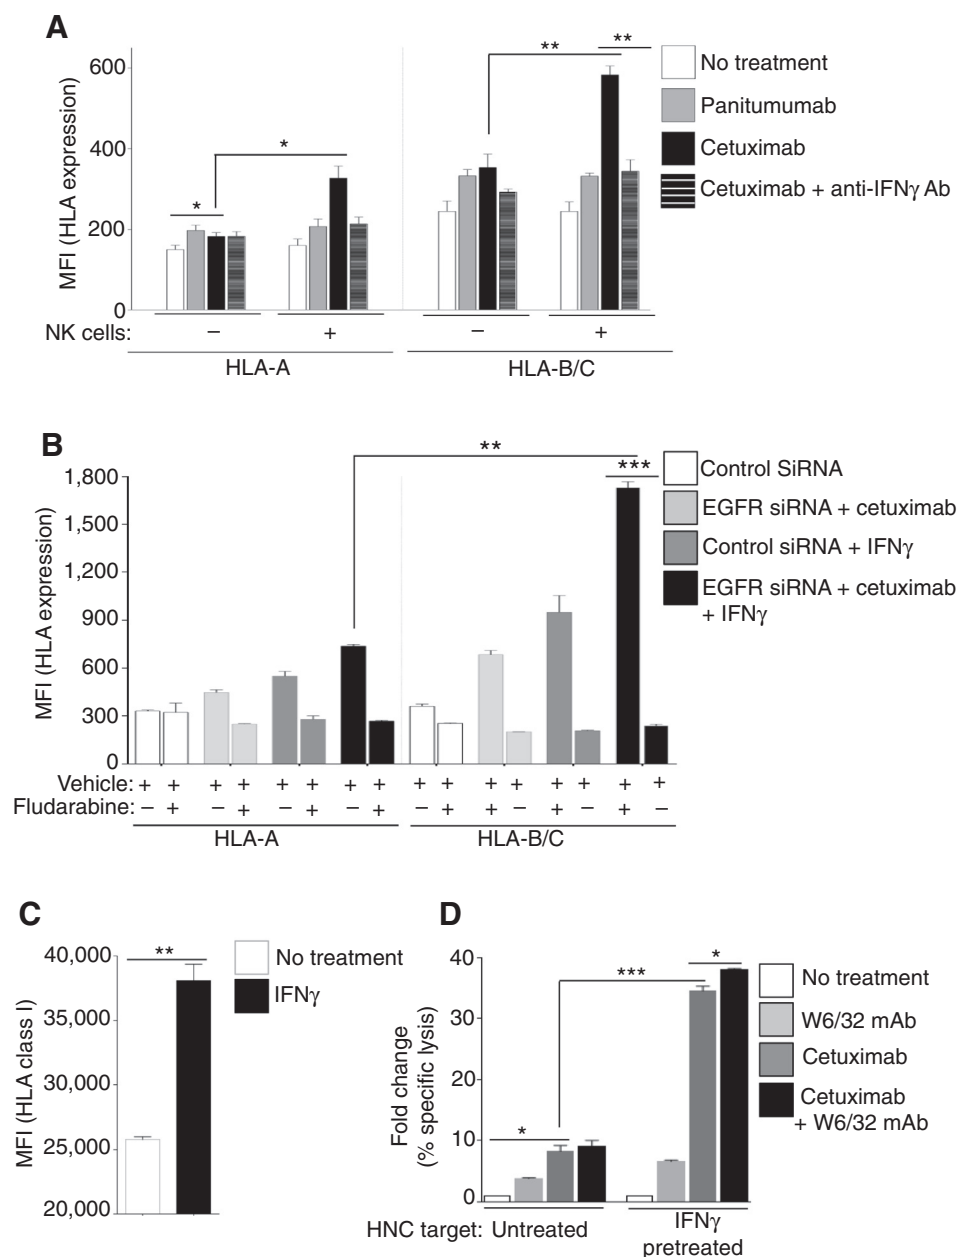 A
MFI (HLA expression)
600
400
200
0
*
*
**
**
No treatment
Panitumumab
Cetuximab
Cetuximab + anti-IFNγ Ab
NK cells: − + − +
HLA-A HLA-B/C
B
MFI (HLA expression)
1,800
1,500
1,200
900
600
300
0
**
***
Control SiRNA
EGFR siRNA + cetuximab
Control siRNA + IFNγ
EGFR siRNA + cetuximab
+ IFNγ
Vehicle: + + + + + + + + + + + + + + + +
Fludarabine: − + − + − + − + − + + − + − + −
HLA-A HLA-B/C
C
MFI (HLA class I)
40,000
35,000
30,000
25,000
20,000
**
No treatment
IFNγ
D
Fold change
(% specific lysis)
40
30
20
10
0
*
***
*
No treatment
W6/32 mAb
Cetuximab
Cetuximab
+ W6/32 mAb
HNC target: Untreated IFNγ
pretreated